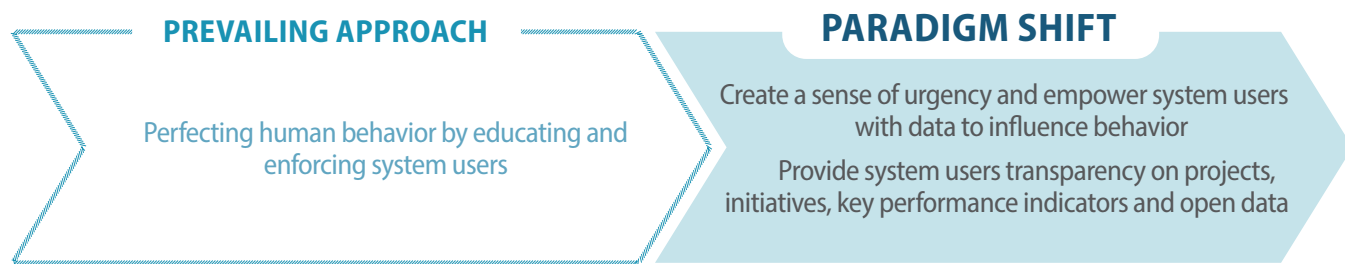 PREVAILING APPROACH
Perfecting human behavior by educating and
enforcing system users
PARADIGM SHIFT
Create a sense of urgency and empower system users
with data to influence behavior
Provide system users transparency on projects,
initiatives, key performance indicators and open data